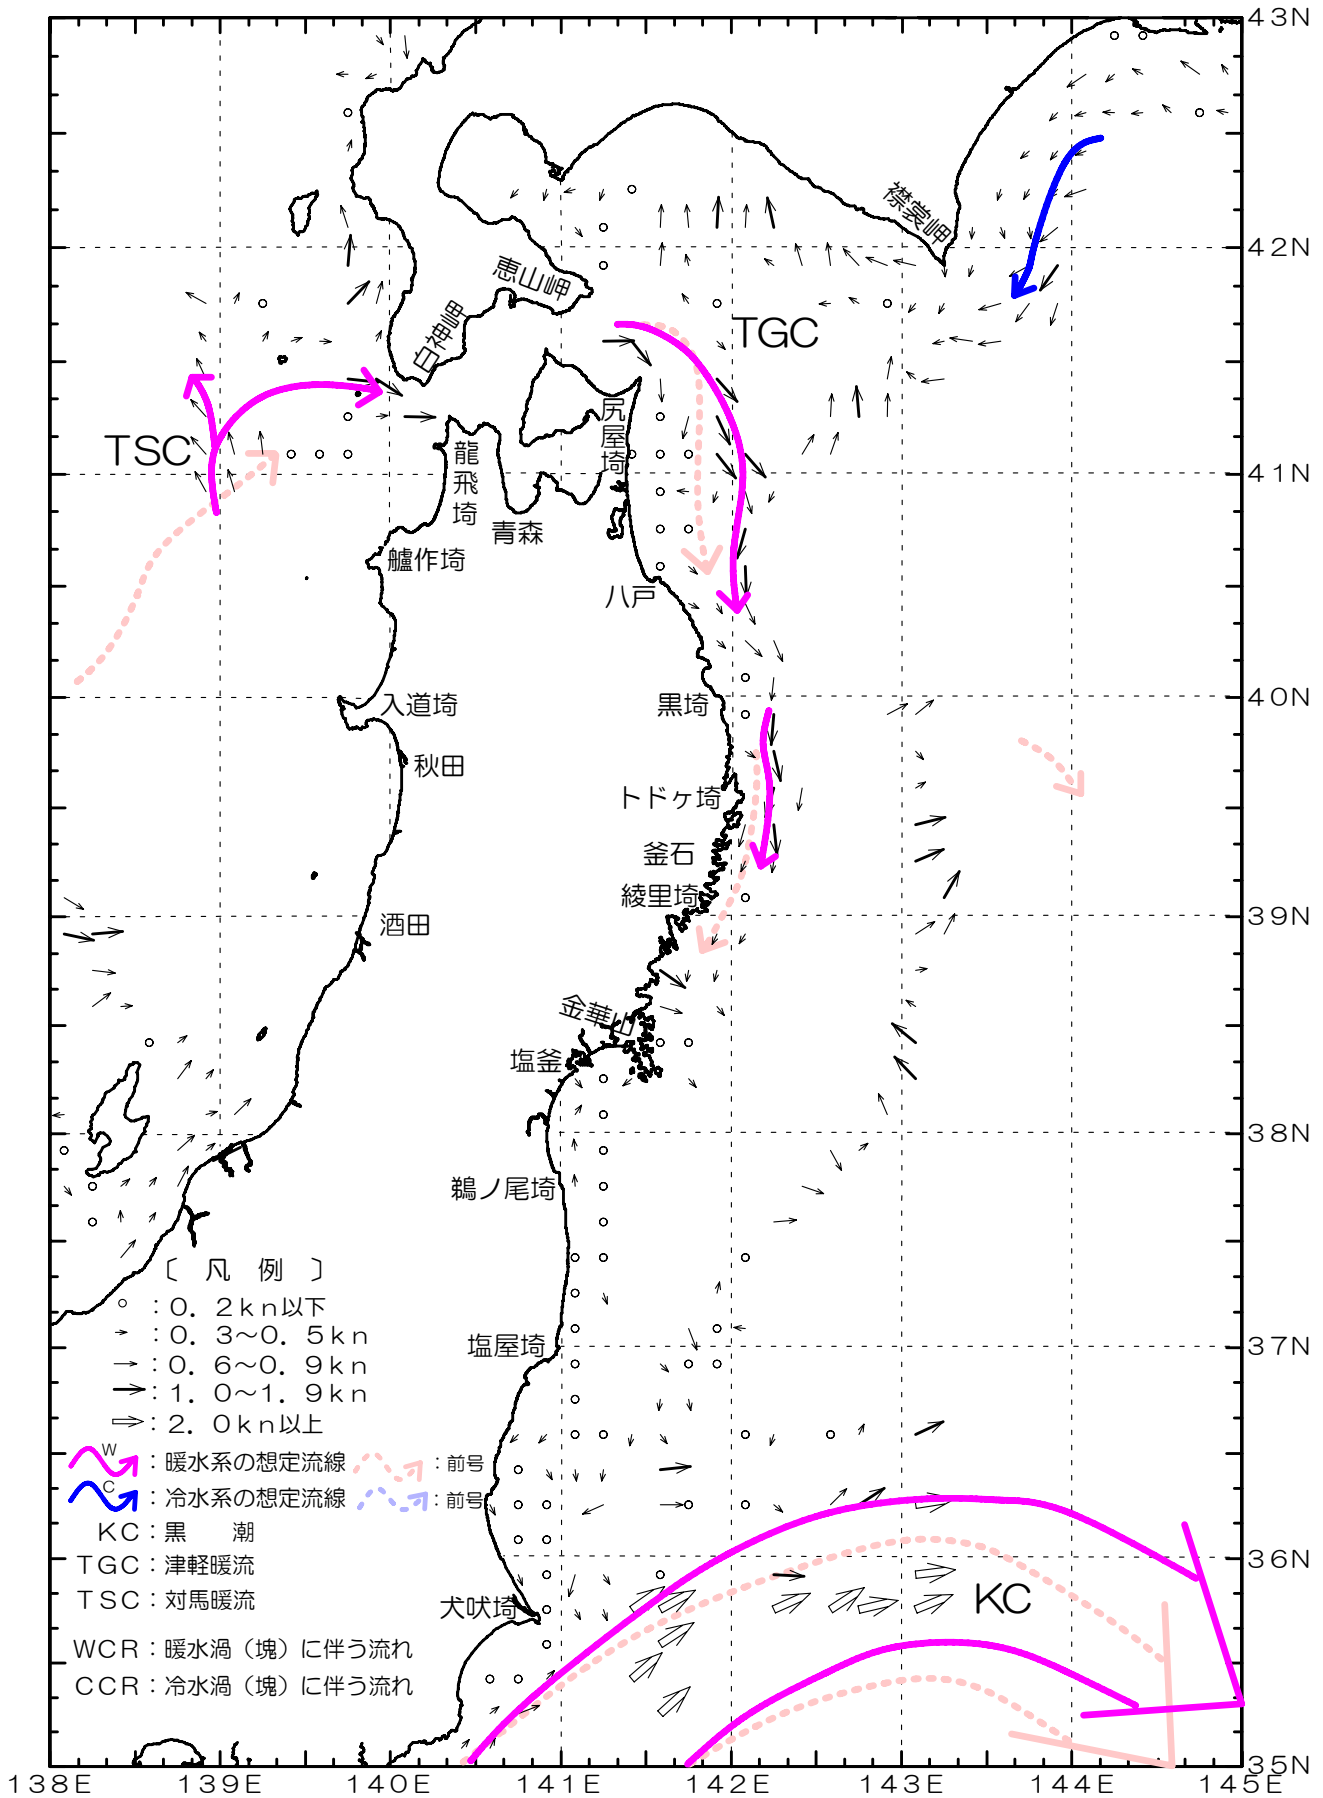 43N
襟裳岬
42N
恵山岬
白神岬
TGC
尻屋埼
TSC
龍飛埼
41N
青森
艫作埼
八戸
入道埼
黒埼
40N
秋田
トドヶ埼
釜石
綾里埼
酒田
39N
金華山
塩釜
38N
鵜ノ尾埼
〔 凡 例 〕
：０．２ｋｎ以下
：０．３～０．５ｋｎ
塩屋埼
37N
：０．６～０．９ｋｎ
：１．０～１．９ｋｎ
：２．０ｋｎ以上
W
：暖水系の想定流線
：前号
C
：冷水系の想定流線
：前号
KC：黒　潮
TGC：津軽暖流
36N
TSC：対馬暖流
KC
犬吠埼
WCR：暖水渦（塊）に伴う流れ
CCR：冷水渦（塊）に伴う流れ
35N
138E 139E 140E 141E 142E 143E 144E 145E